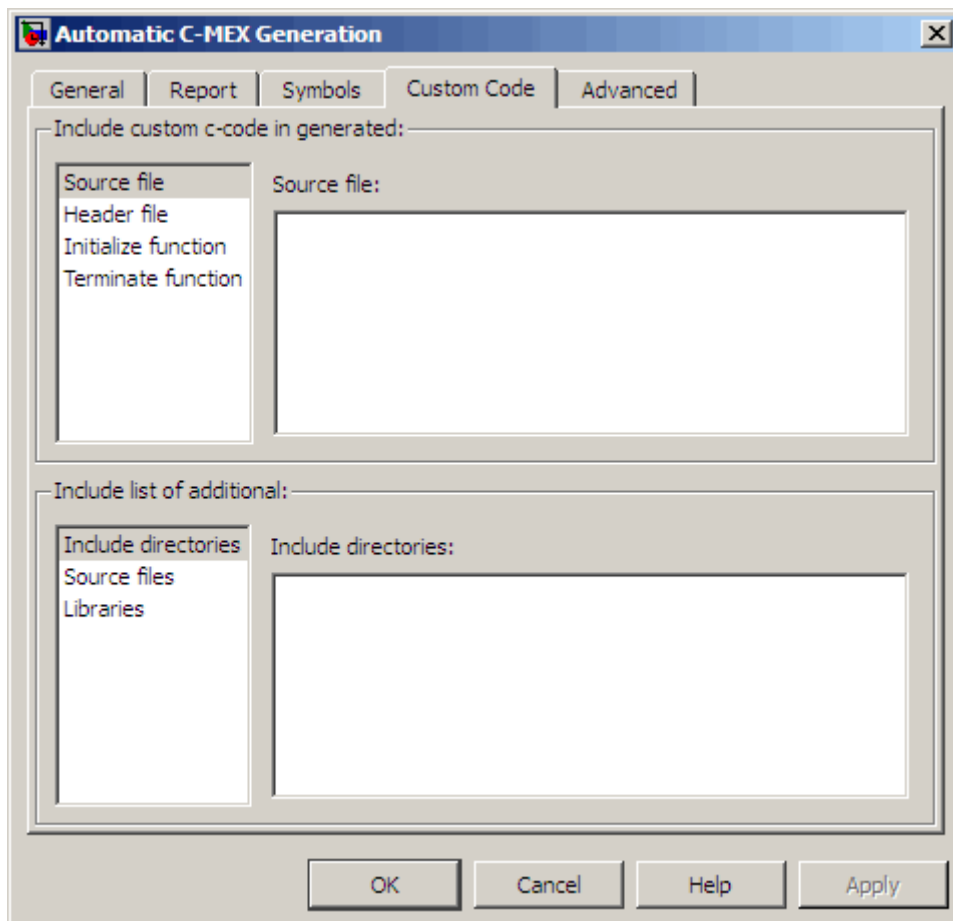 Automatic C-MEX Generation
General Report Symbols Custom Code Advanced
Include custom c-code in generated:
Source file
Header file
Initialize function
Terminate function
Source file:
Include list of additional:
Include directories
Source files
Libraries
Include directories:
OK Cancel Help Apply